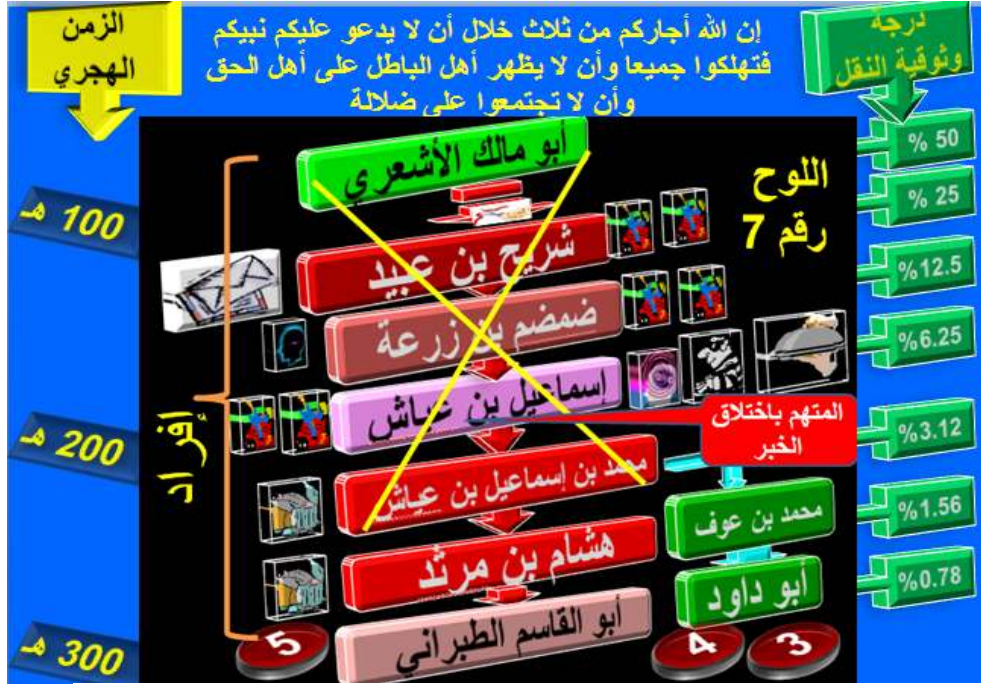 الزمن
الهجري
إن الله أجاركم من ثلاث خلال أن لا يدعو عليكم نبيكم
فتهلكوا جميعا وأن لا يظهر أهل الباطل على أهل الحق
وأن لا تجتمعوا على ضلالة
درجة
وثوقية النقل
% 50
% 25
%12.5
%6.25
%3.12
%1.56
%0.78
100 هـ
200 هـ
300 هـ
اللوح
رقم 7
أبو مالك الأشعري
شريح بن عبيد
ضمضم بن زرعة
إسماعيل بن عياش
المتهم باختلاق
الخبر
إفراد
محمد بن إسماعيل بن عياش
محمد بن عوف
هشام بن مرثد
أبو داود
أبو القاسم الطبراني
5
4
3